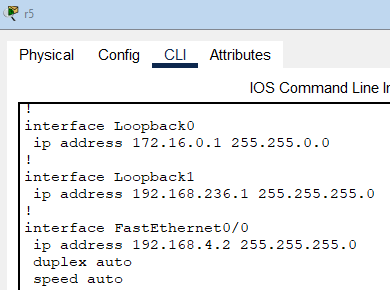 r5
Physical Config CLI Attributes
IOS Command Line In
!
interface Loopback0
 ip address 172.16.0.1 255.255.0.0
!
interface Loopback1
 ip address 192.168.236.1 255.255.255.0
!
interface FastEthernet0/0
 ip address 192.168.4.2 255.255.255.0
 duplex auto
 speed auto